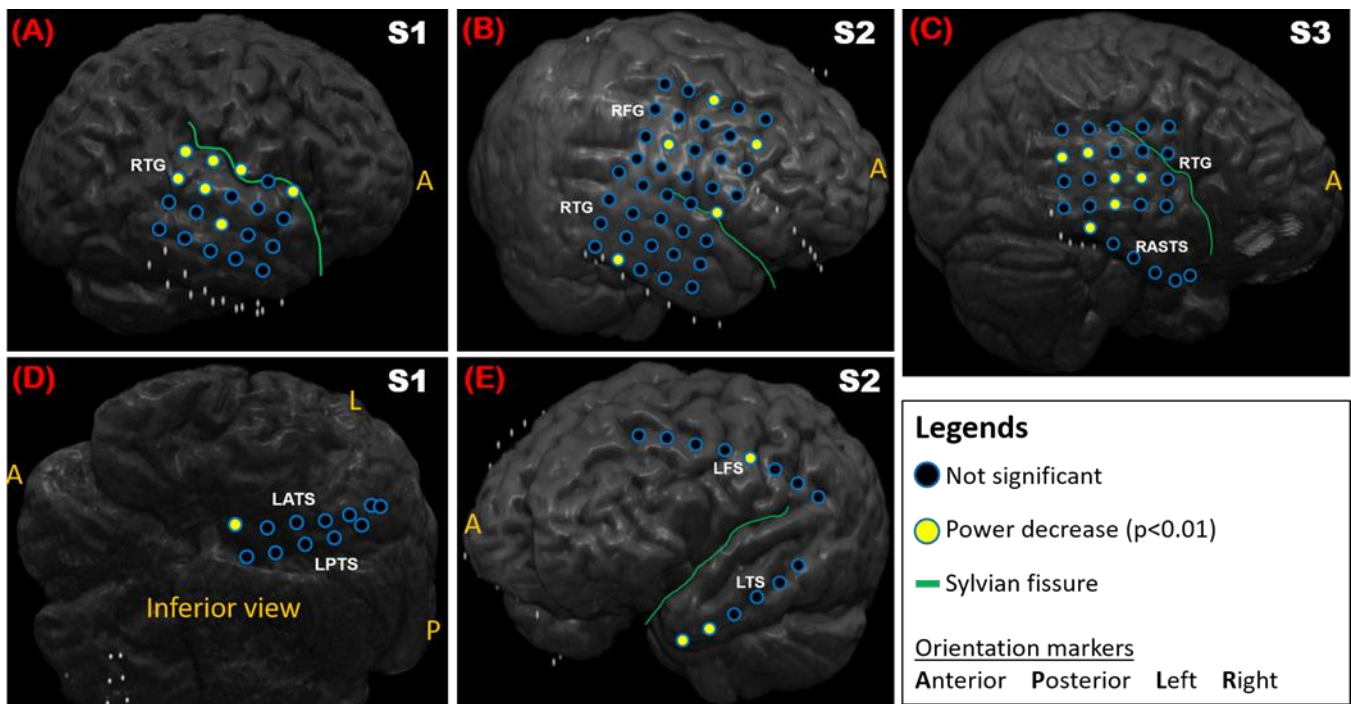 (A)
S1
RTG
A
(B)
S2
RFG
RTG
A
(C)
S3
RTG
RASTS
A
(D)
S1
L
A
LATS
LPTS
Inferior view
P
(E)
S2
LFS
A
LTS
Legends
Not significant
Power decrease (p<0.01)
Sylvian fissure
Orientation markers
Anterior Posterior Left Right